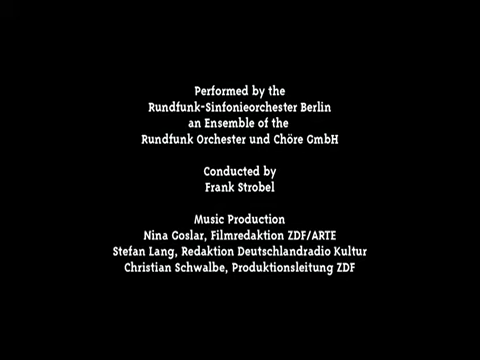 Performed by the
Rundfunk-Sinfonieorchester Berlin
an Ensemble of the
Rundfunk Orchester und Chöre GmbH
Conducted by
Frank Strobel
Music Production
Nina Goslar, Filmredaktion ZDF/ARTE
Stefan Lang, Redaktion Deutschlandradio Kultur
Christian Schwalbe, Produktionsleitung ZDF